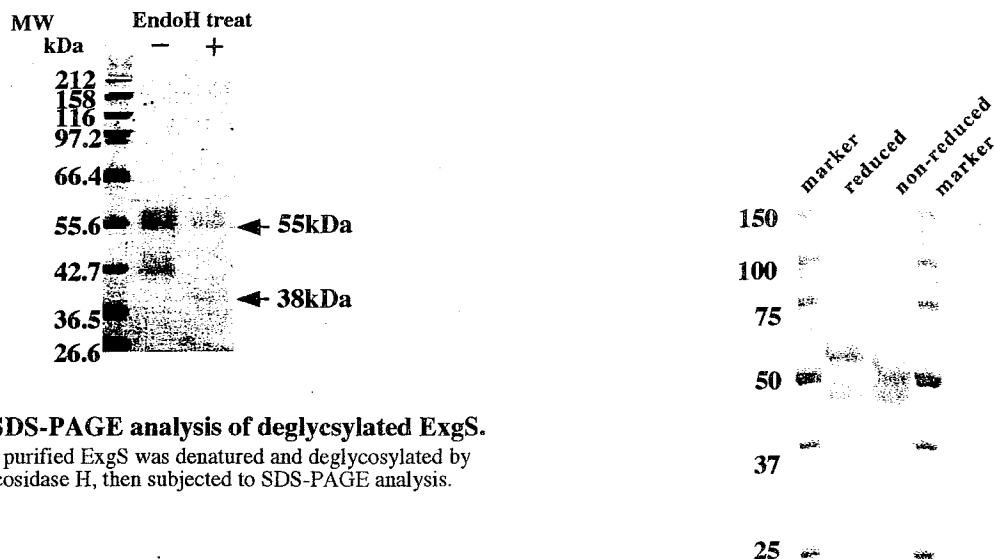 MW EndoH treat
kDa − +
212
158
116
97.2
66.4
55.6 55kDa
42.7
38kDa
36.5
26.6
SDS-PAGE analysis of deglycsylated ExgS.
purified ExgS was denatured and deglycosylated by
cosidase H, then subjected to SDS-PAGE analysis.
marker reduced non-reduced marker
150
100
75
50
37
25